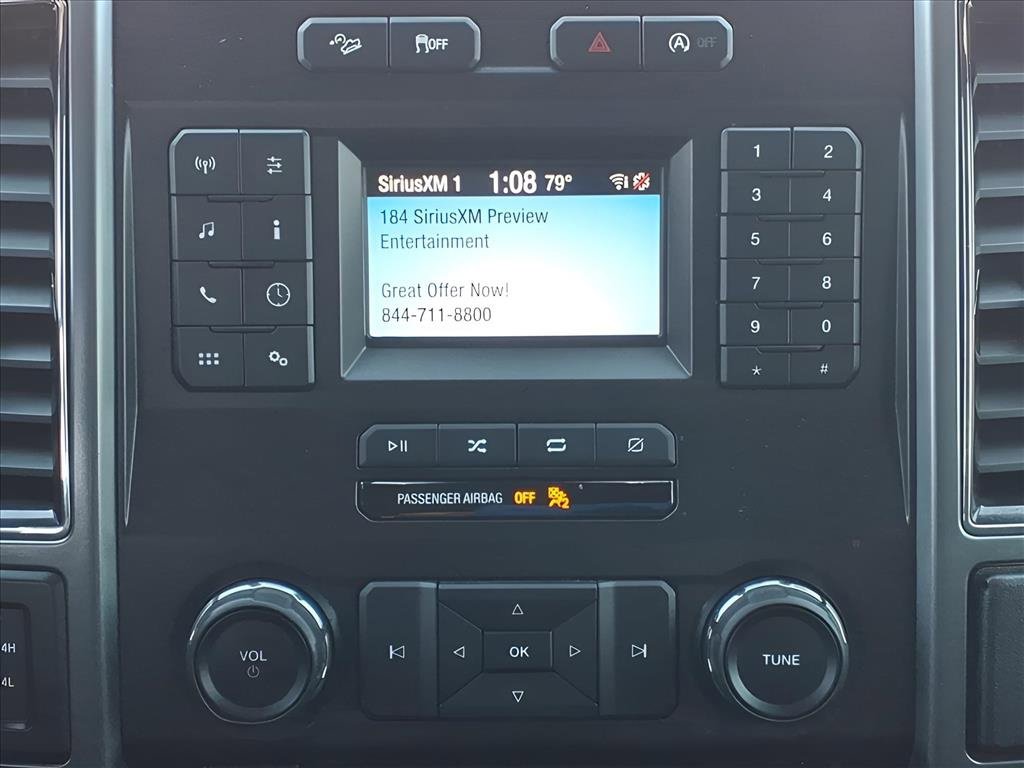 OFF
A OFF
SiriusXM 1 1:08 79°
184 SiriusXM Preview
Entertainment
Great Offer Now!
844-711-8800
i
1 2
3 4
5 6
7 8
9 0
* #
PASSENGER AIRBAG OFF 2
4H
4L
VOL
OK
TUNE